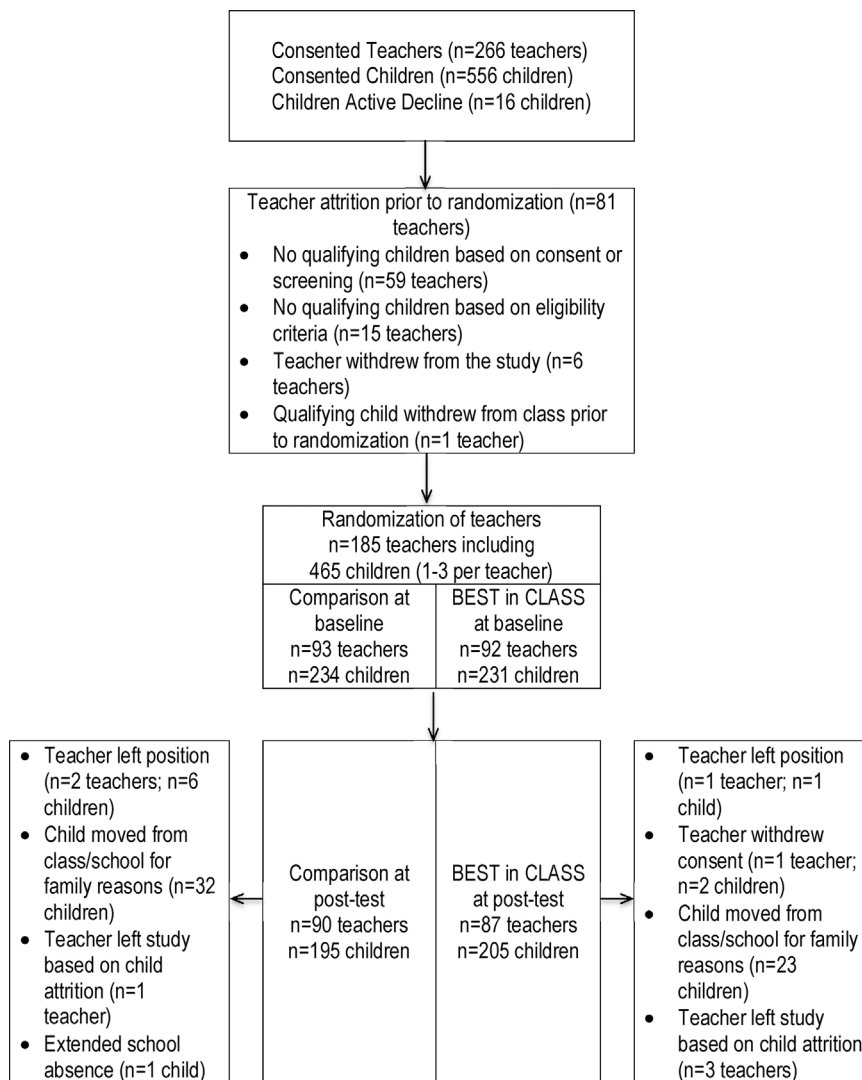 Consented Teachers (n=266 teachers)
Consented Children (n=556 children)
Children Active Decline (n=16 children)
Teacher attrition prior to randomization (n=81
teachers)
• No qualifying children based on consent or
screening (n=59 teachers)
• No qualifying children based on eligibility
criteria (n=15 teachers)
• Teacher withdrew from the study (n=6
teachers)
• Qualifying child withdrew from class prior
to randomization (n=1 teacher)
Randomization of teachers
n=185 teachers including
465 children (1-3 per teacher)
Comparison at
baseline
n=93 teachers
n=234 children
BEST in CLASS
at baseline
n=92 teachers
n=231 children
• Teacher left position
(n=2 teachers; n=6
children)
• Child moved from
class/school for
family reasons (n=32
children)
• Teacher left study
based on child
attrition (n=1
teacher)
• Extended school
absence (n=1 child)
Comparison at
post-test
n=90 teachers
n=195 children
BEST in CLASS
at post-test
n=87 teachers
n=205 children
• Teacher left position
(n=1 teacher; n=1
child)
• Teacher withdrew
consent (n=1 teacher;
n=2 children)
• Child moved from
class/school for family
reasons (n=23
children)
• Teacher left study
based on child attrition
(n=3 teachers)